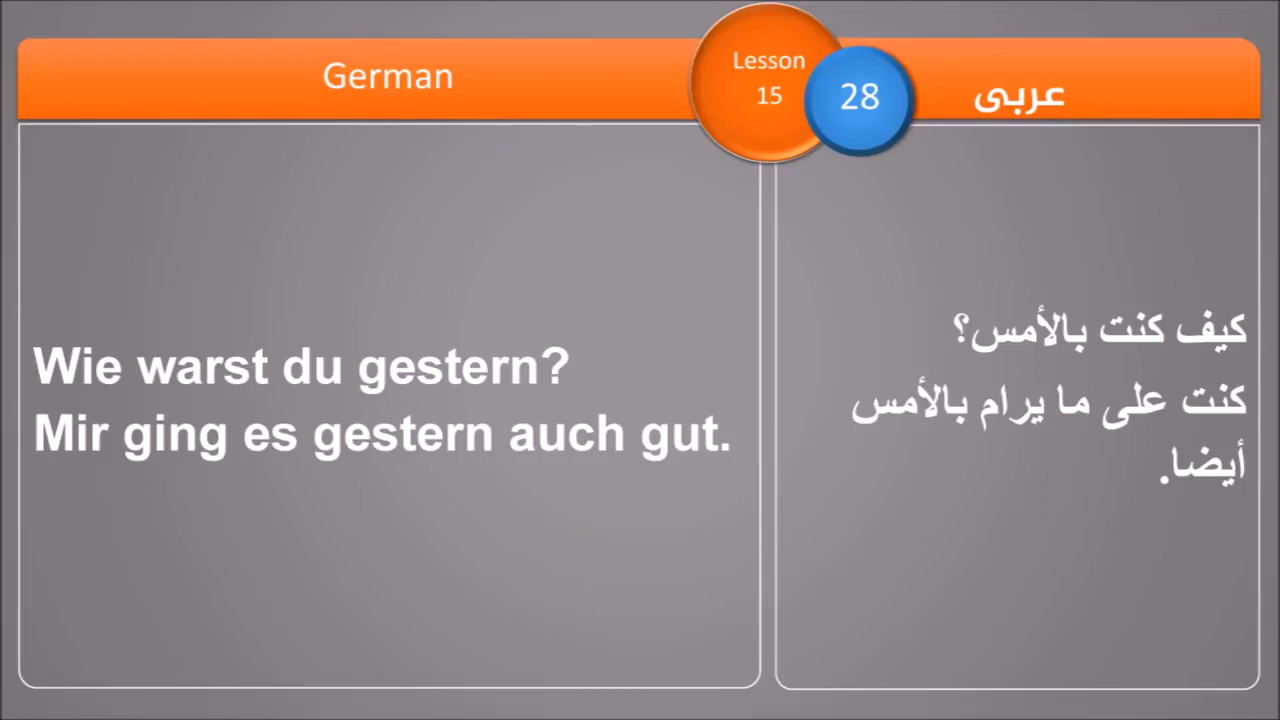 German
Lesson
15
28
عربى
Wie warst du gestern?
Mir ging es gestern auch gut.
كيف كنت بالأمس؟
كنت على ما يرام بالأمس
أيضا.